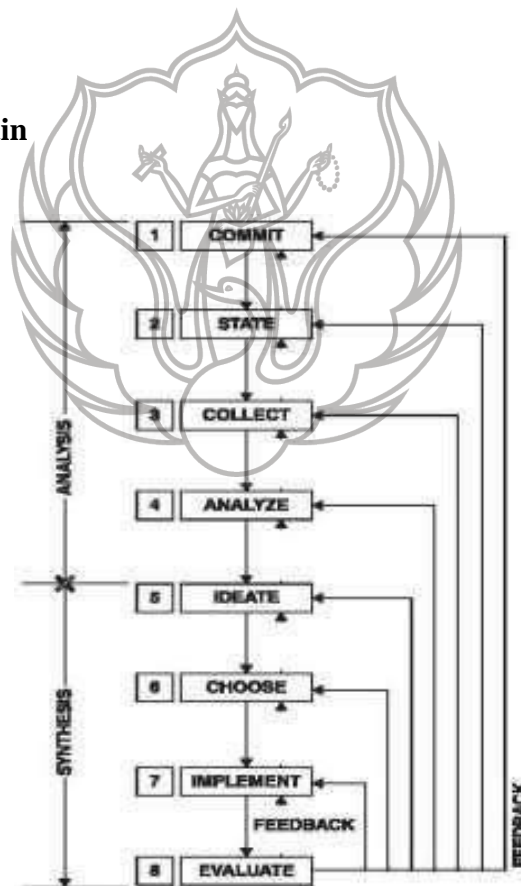 in
1 COMMIT
2 STATE
3 COLLECT
ANALYSIS
4 ANALYZE
5 IDEATE
6 CHOOSE
SYNTHESIS
7 IMPLEMENT
FEEDBACK
FEEDBACK
8 EVALUATE